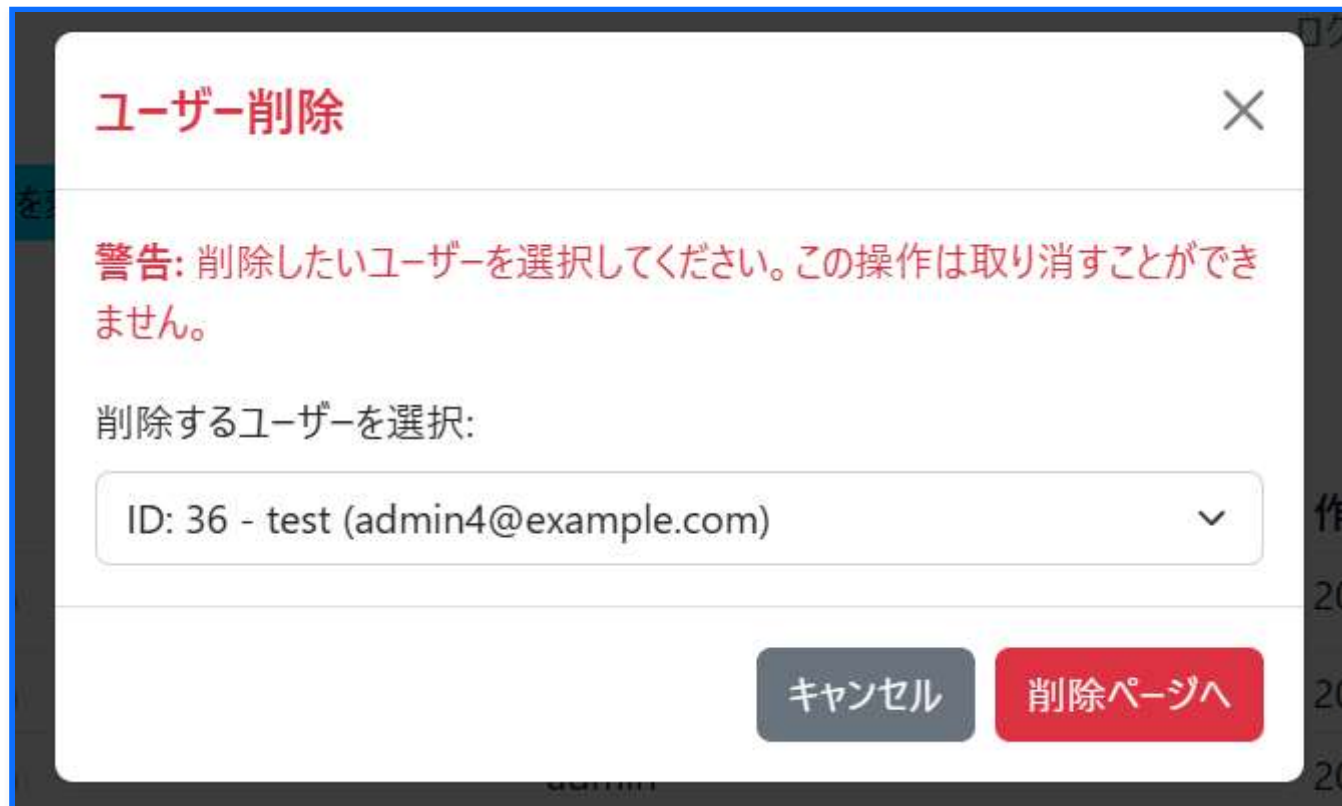 ユーザー削除
警告: 削除したいユーザーを選択してください。この操作は取り消すことができ
ません。
削除するユーザーを選択:
ID: 36 - test (admin4@example.com)
キャンセル
削除ページへ